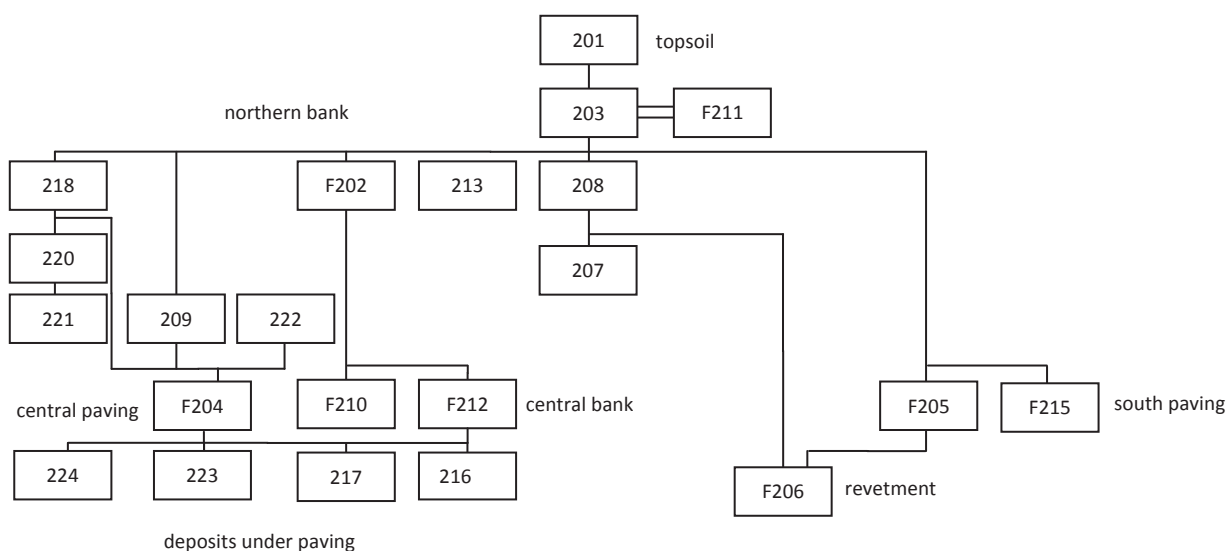 201 topsoil
203 F211
northern bank
218 F202 213 208
220 207
221 209 222
central paving F204 F210 F212 central bank F205 F215 south paving
224 223 217 216 F206 revetment
deposits under paving